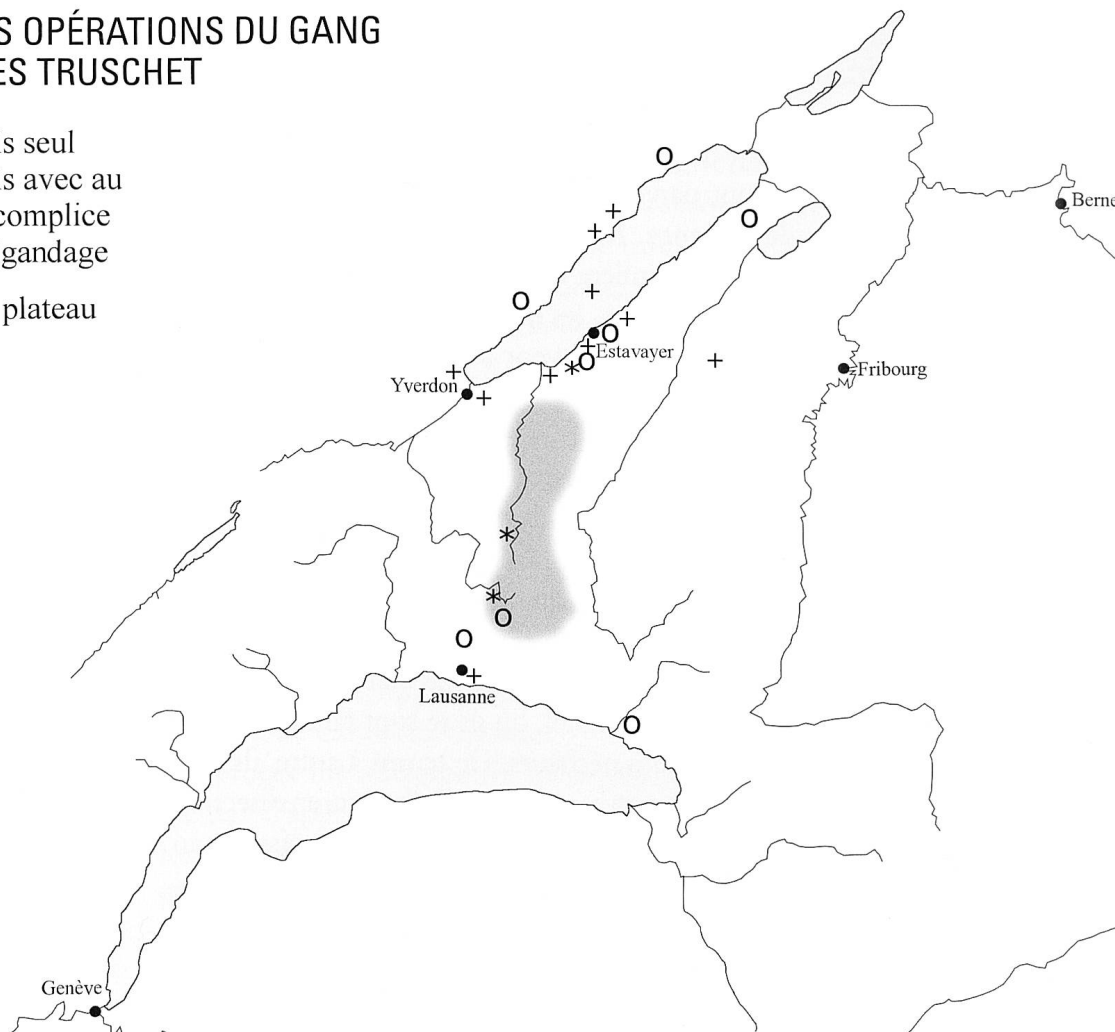 S OPÉRATIONS DU GANG
ES TRUSCHET
s seul
s avec au
complice
gandage
plateau
Berne
Estavayer
Fribourg
Yverdon
Lausanne
Genève